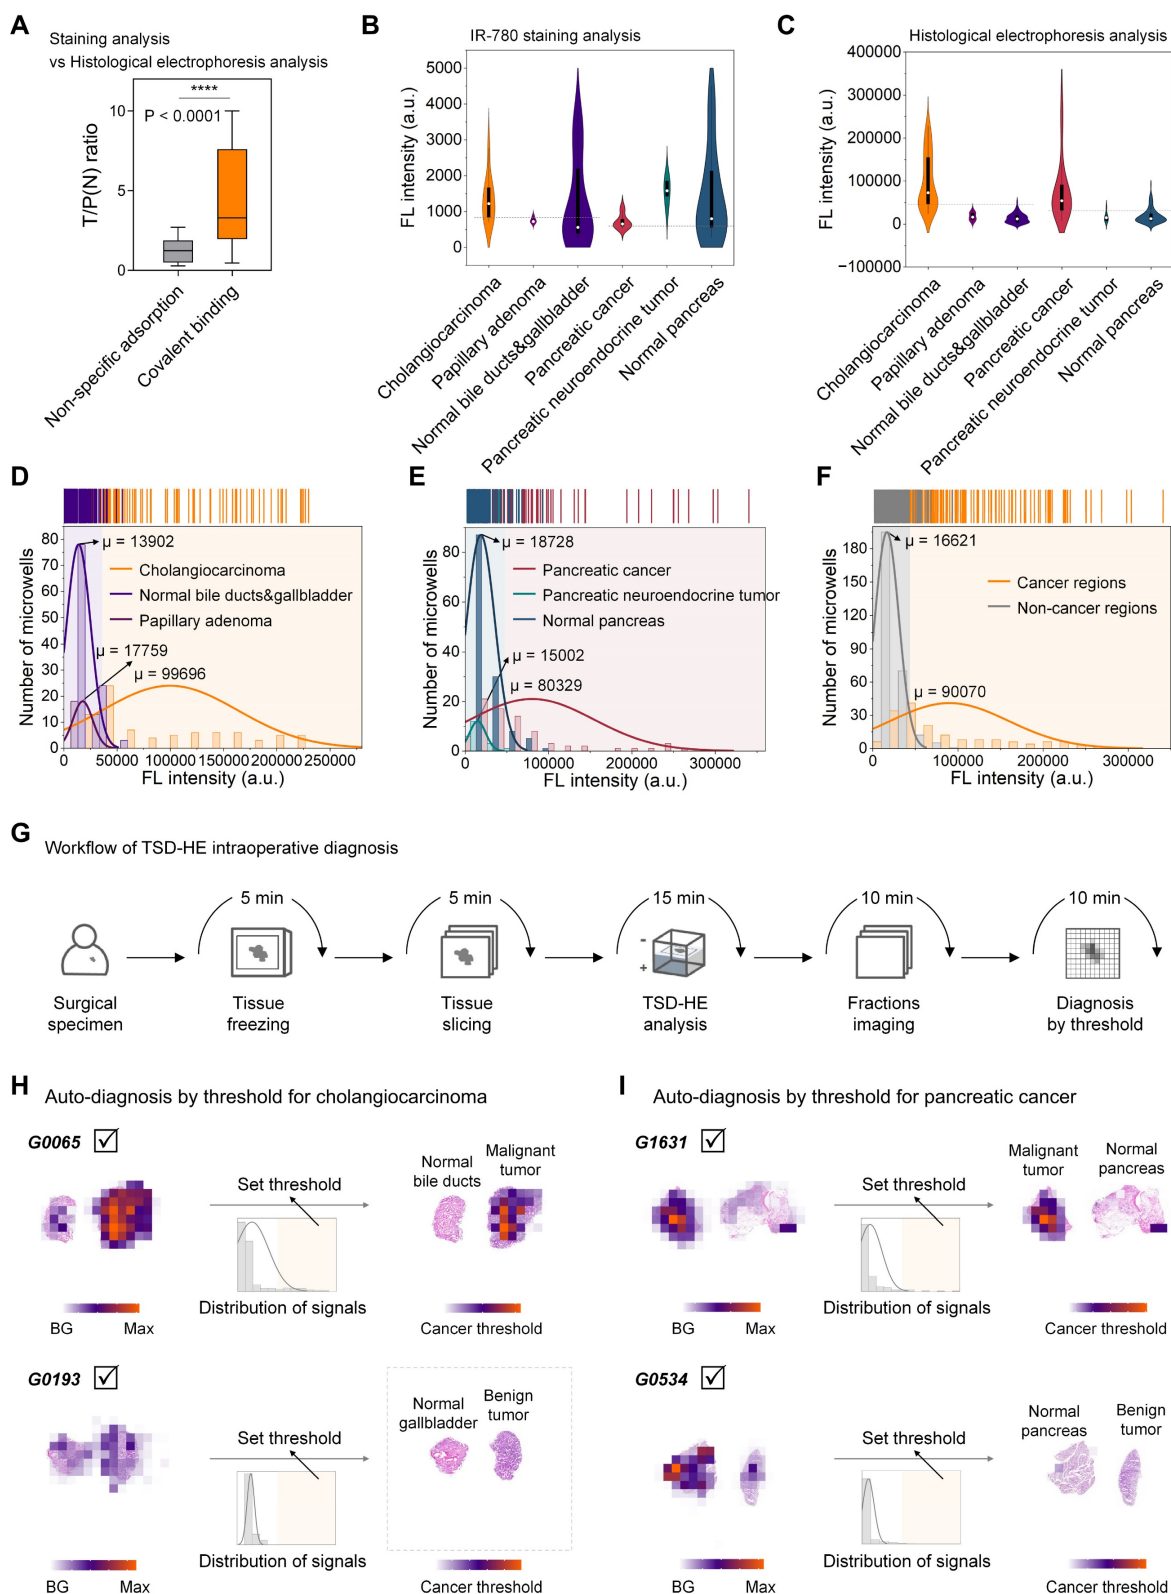 A
Staining analysis
vs Histological electrophoresis analysis
****
P < 0.0001
T/P(N) ratio
10
5
0
Non-specific adsorption
Covalent binding
B
IR-780 staining analysis
FL intensity (a.u.)
5000
4000
3000
2000
1000
0
Cholangiocarcinoma
Papillary adenoma
Normal bile ducts&gallbladder
Pancreatic cancer
Pancreatic neuroendocrine tumor
Normal pancreas
C
Histological electrophoresis analysis
FL intensity (a.u.)
400000
300000
200000
100000
0
−100000
Cholangiocarcinoma
Papillary adenoma
Normal bile ducts&gallbladder
Pancreatic cancer
Pancreatic neuroendocrine tumor
Normal pancreas
D
Number of microwells
80
70
60
50
40
30
20
10
0
μ = 13902
Cholangiocarcinoma
Normal bile ducts&gallbladder
Papillary adenoma
μ = 17759
μ = 99696
0 50000 100000 150000 200000 250000
FL intensity (a.u.)
E
Number of microwells
80
60
40
20
0
μ = 18728
Pancreatic cancer
Pancreatic neuroendocrine tumor
Normal pancreas
μ = 15002
μ = 80329
0 100000 200000 300000
FL intensity (a.u.)
F
Number of microwells
180
150
120
90
60
30
0
μ = 16621
Cancer regions
Non-cancer regions
μ = 90070
0 100000 200000 300000
FL intensity (a.u.)
G
Workflow of TSD-HE intraoperative diagnosis
5 min 5 min 15 min 10 min 10 min
-
+
Surgical specimen
Tissue freezing
Tissue slicing
TSD-HE analysis
Fractions imaging
Diagnosis by threshold
H
Auto-diagnosis by threshold for cholangiocarcinoma
G0065
Set threshold
Distribution of signals
Normal bile ducts
Malignant tumor
BG Max
Cancer threshold
G0193
Set threshold
Distribution of signals
Normal gallbladder
Benign tumor
BG Max
Cancer threshold
I
Auto-diagnosis by threshold for pancreatic cancer
G1631
Set threshold
Distribution of signals
Malignant tumor
Normal pancreas
BG Max
Cancer threshold
G0534
Set threshold
Distribution of signals
Normal pancreas
Benign tumor
BG Max
Cancer threshold